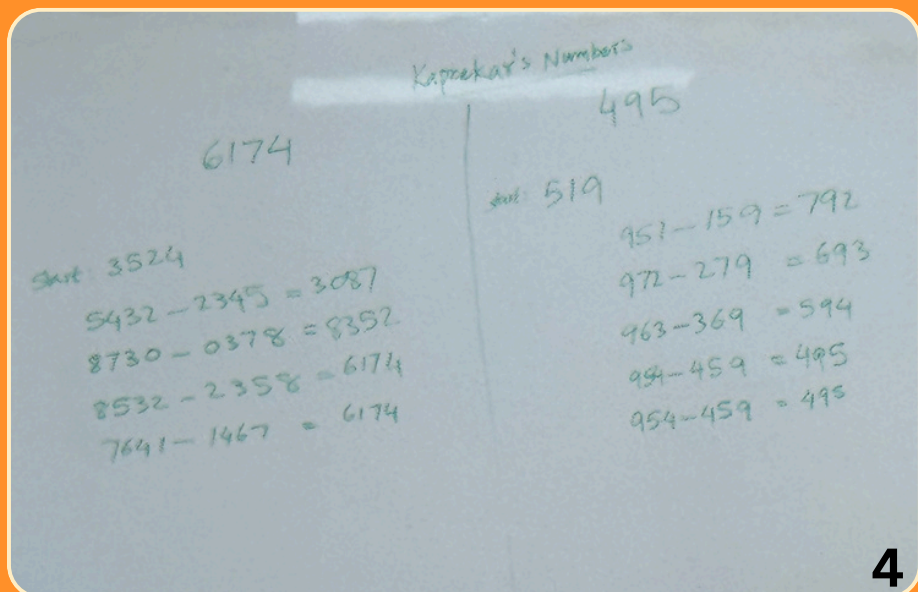 Kaprekar's Numbers
6174
start: 3524
5432 - 2345 = 3087
8730 - 0378 = 8352
8532 - 2358 = 6174
7641 - 1467 = 6174
495
start: 519
951 - 159 = 792
972 - 279 = 693
963 - 369 = 594
954 - 459 = 495
954 - 459 = 495
4